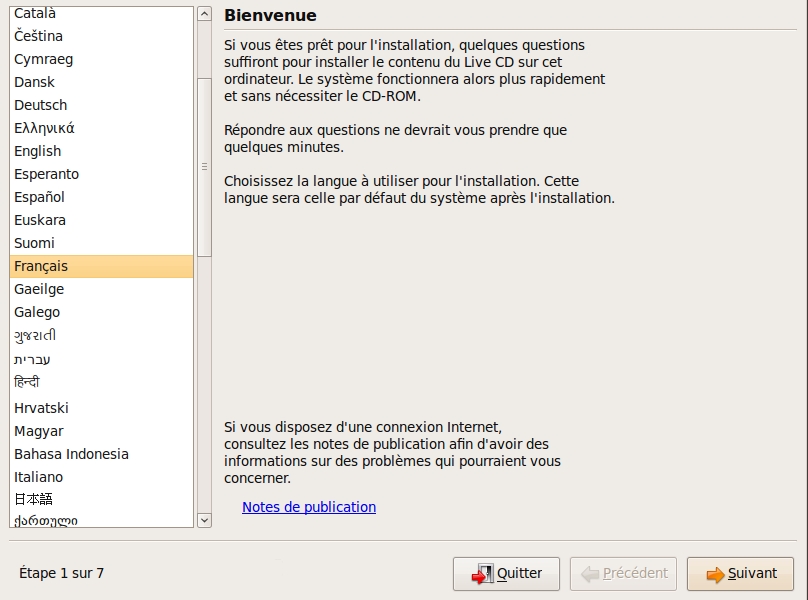 Català
Čeština
Cymraeg
Dansk
Deutsch
Ελληνικά
English
Esperanto
Español
Euskara
Suomi
Français
Gaeilge
Galego
ગુજરાતી
עברית
हिन्दी
Hrvatski
Magyar
Bahasa Indonesia
Italiano
日本語
ქართული
Bienvenue
Si vous êtes prêt pour l'installation, quelques questions
suffiront pour installer le contenu du Live CD sur cet
ordinateur. Le système fonctionnera alors plus rapidement
et sans nécessiter le CD-ROM.
Répondre aux questions ne devrait vous prendre que
quelques minutes.
Choisissez la langue à utiliser pour l'installation. Cette
langue sera celle par défaut du système après l'installation.
Si vous disposez d'une connexion Internet,
consultez les notes de publication afin d'avoir des
informations sur des problèmes qui pourraient vous
concerner.
Notes de publication
Étape 1 sur 7
Quitter
Précédent
Suivant